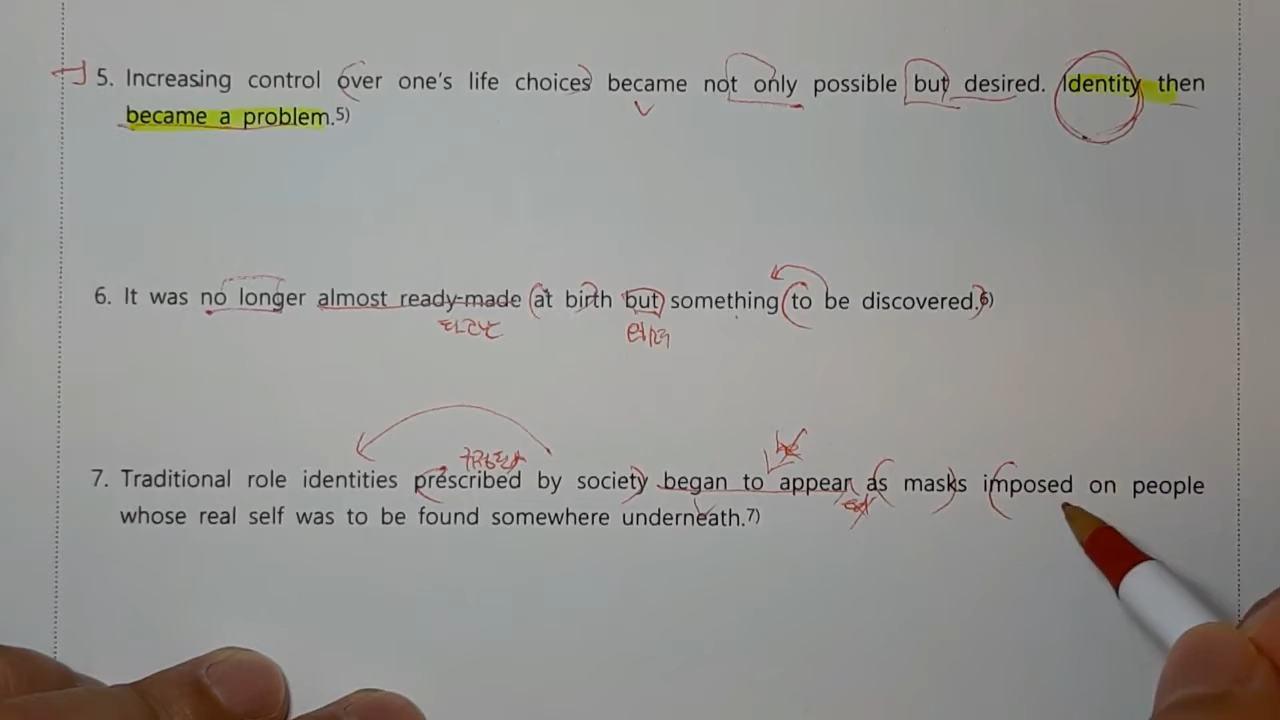 5. Increasing control over one's life choices became not only possible but desired. Identity then
became a problem.5)
6. It was no longer almost ready-made at birth but something to be discovered.6)
타고난
7. Traditional role identities prescribed by society began to appear as masks imposed on people
whose real self was to be found somewhere underneath.7)